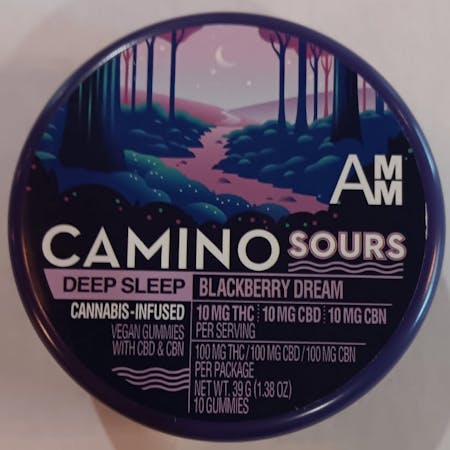 AMM
CAMINO SOURS
DEEP SLEEP BLACKBERRY DREAM
CANNABIS-INFUSED
VEGAN GUMMIES
WITH CBD & CBN
10 MG THC 10 MG CBD 10 MG CBN
PER SERVING
100 MG THC / 100 MG CBD / 100 MG CBN
PER PACKAGE
NET WT. 39 G (1.38 OZ)
10 GUMMIES